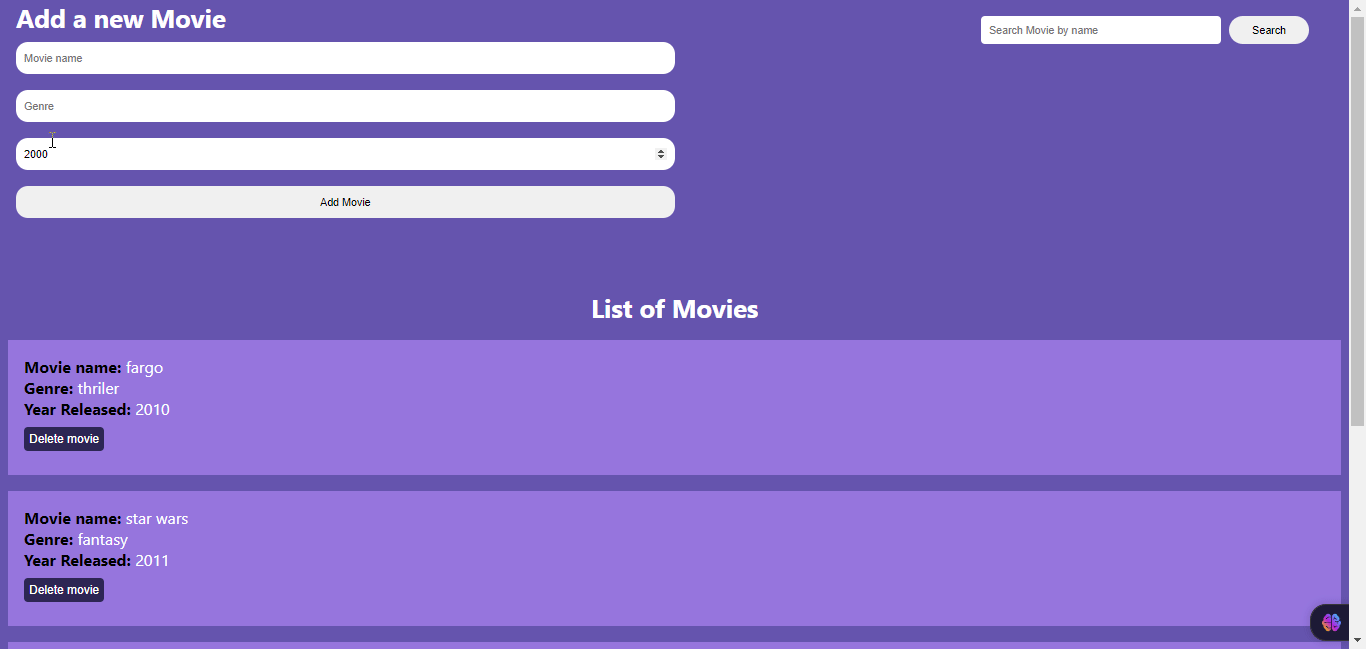 Add a new Movie
Search Movie by name
Search
Movie name
Genre
2000
Add Movie
List of Movies
Movie name: fargo
Genre: thriler
Year Released: 2010
Delete movie
Movie name: star wars
Genre: fantasy
Year Released: 2011
Delete movie